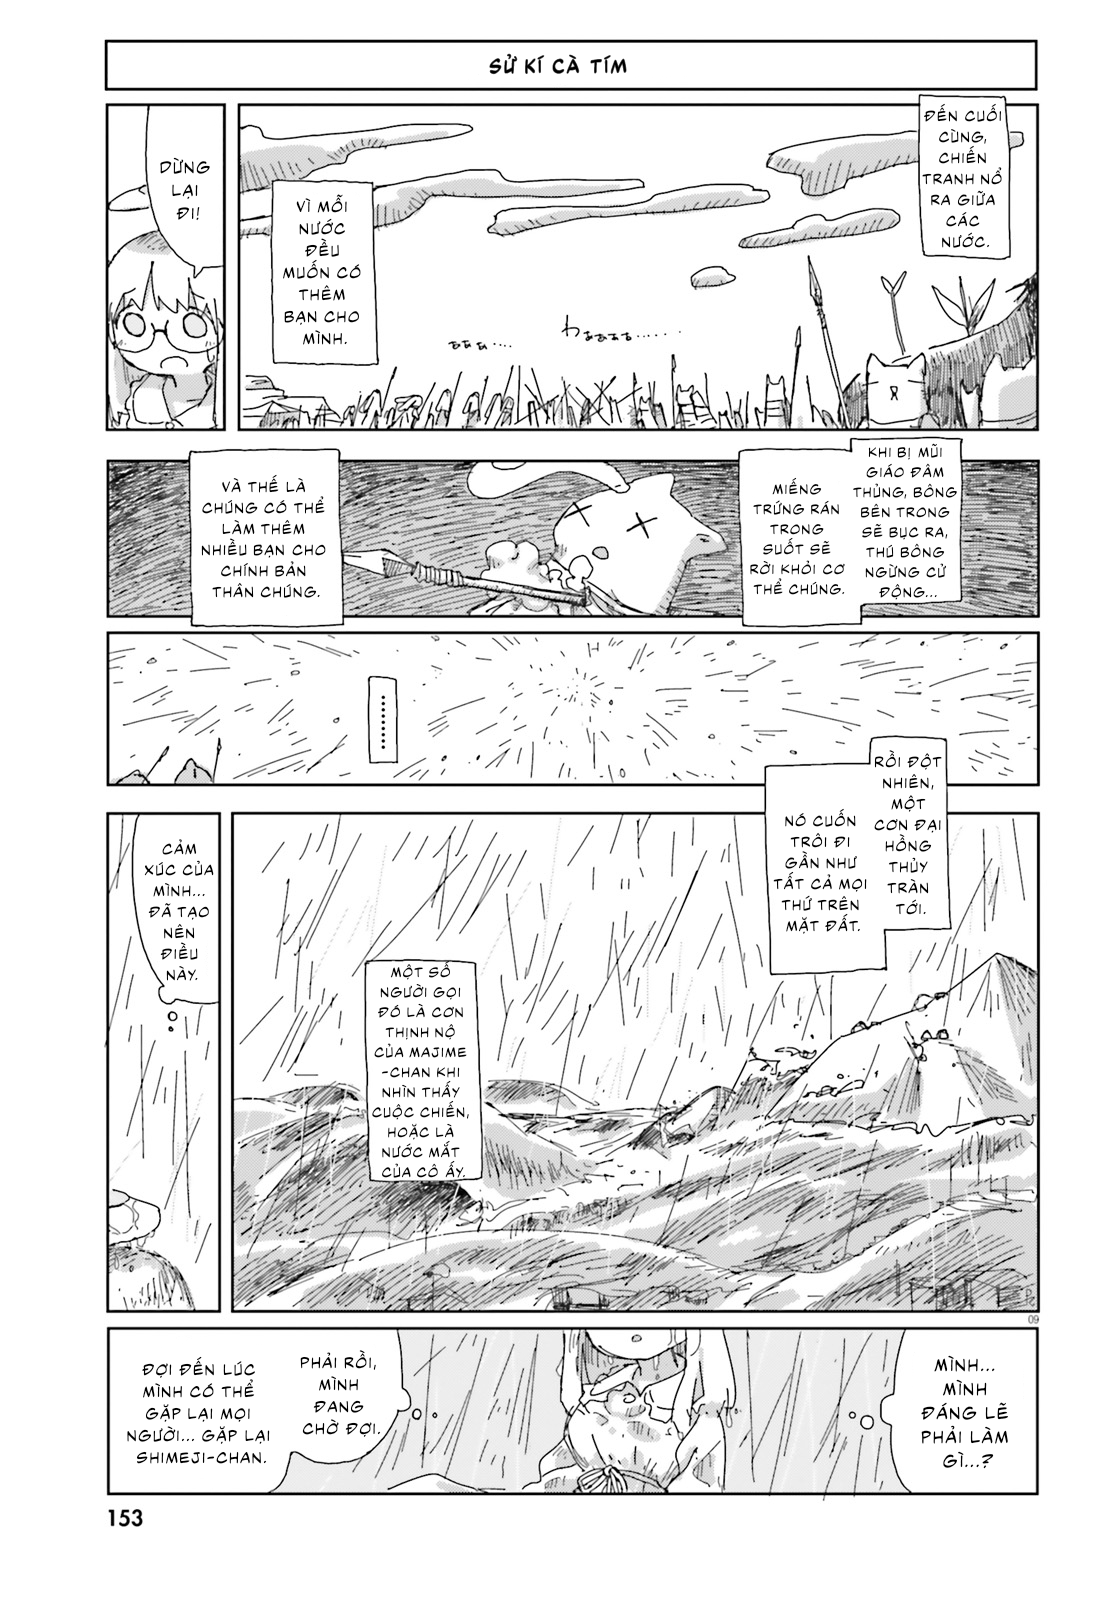 SỬ KÍ CÀ TÍM
ĐẾN CUỐI
CÙNG,
CHIẾN
TRANH NỔ
RA GIỮA
CÁC
NƯỚC.
VÌ MỖI
NƯỚC
ĐỀU
MUỐN CÓ
THÊM
BẠN CHO
MÌNH.
わぁぁぁぁ……
ぁぁぁ……
DỪNG
LẠI
ĐI!
KHI BỊ MŨI
GIÁO ĐÂM
THỦNG, BÔNG
BÊN TRONG
SẼ BỤC RA,
THÚ BÔNG
NGỪNG CỬ
ĐỘNG...
MIẾNG
TRỨNG RÁN
TRONG
SUỐT SẼ
RỜI KHỎI CƠ
THỂ CHÚNG.
VÀ THẾ LÀ
CHÚNG CÓ THỂ
LÀM THÊM
NHIỀU BẠN CHO
CHÍNH BẢN
THÂN CHÚNG.
.........
RỒI ĐỘT
NHIÊN,
MỘT
CƠN ĐẠI
HỒNG
THỦY
TRÀN
TỚI.
NÓ CUỐN
TRÔI ĐI
GẦN NHƯ
TẤT CẢ MỌI
THỨ TRÊN
MẶT ĐẤT.
MỘT SỐ
NGƯỜI GỌI
ĐÓ LÀ CƠN
THỊNH NỘ
CỦA MAJIME
-CHAN KHI
NHÌN THẤY
CUỘC CHIẾN,
HOẶC LÀ
NƯỚC MẮT
CỦA CÔ ẤY.
CẢM
XÚC CỦA
MÌNH...
ĐÃ TẠO
NÊN
ĐIỀU
NÀY.
09
MÌNH...
MÌNH
ĐÁNG LẼ
PHẢI LÀM
GÌ...?
PHẢI RỒI,
MÌNH
ĐANG
CHỜ ĐỢI.
ĐỢI ĐẾN LÚC
MÌNH CÓ THỂ
GẶP LẠI MỌI
NGƯỜI... GẶP LẠI
SHIMEJI-CHAN.
153